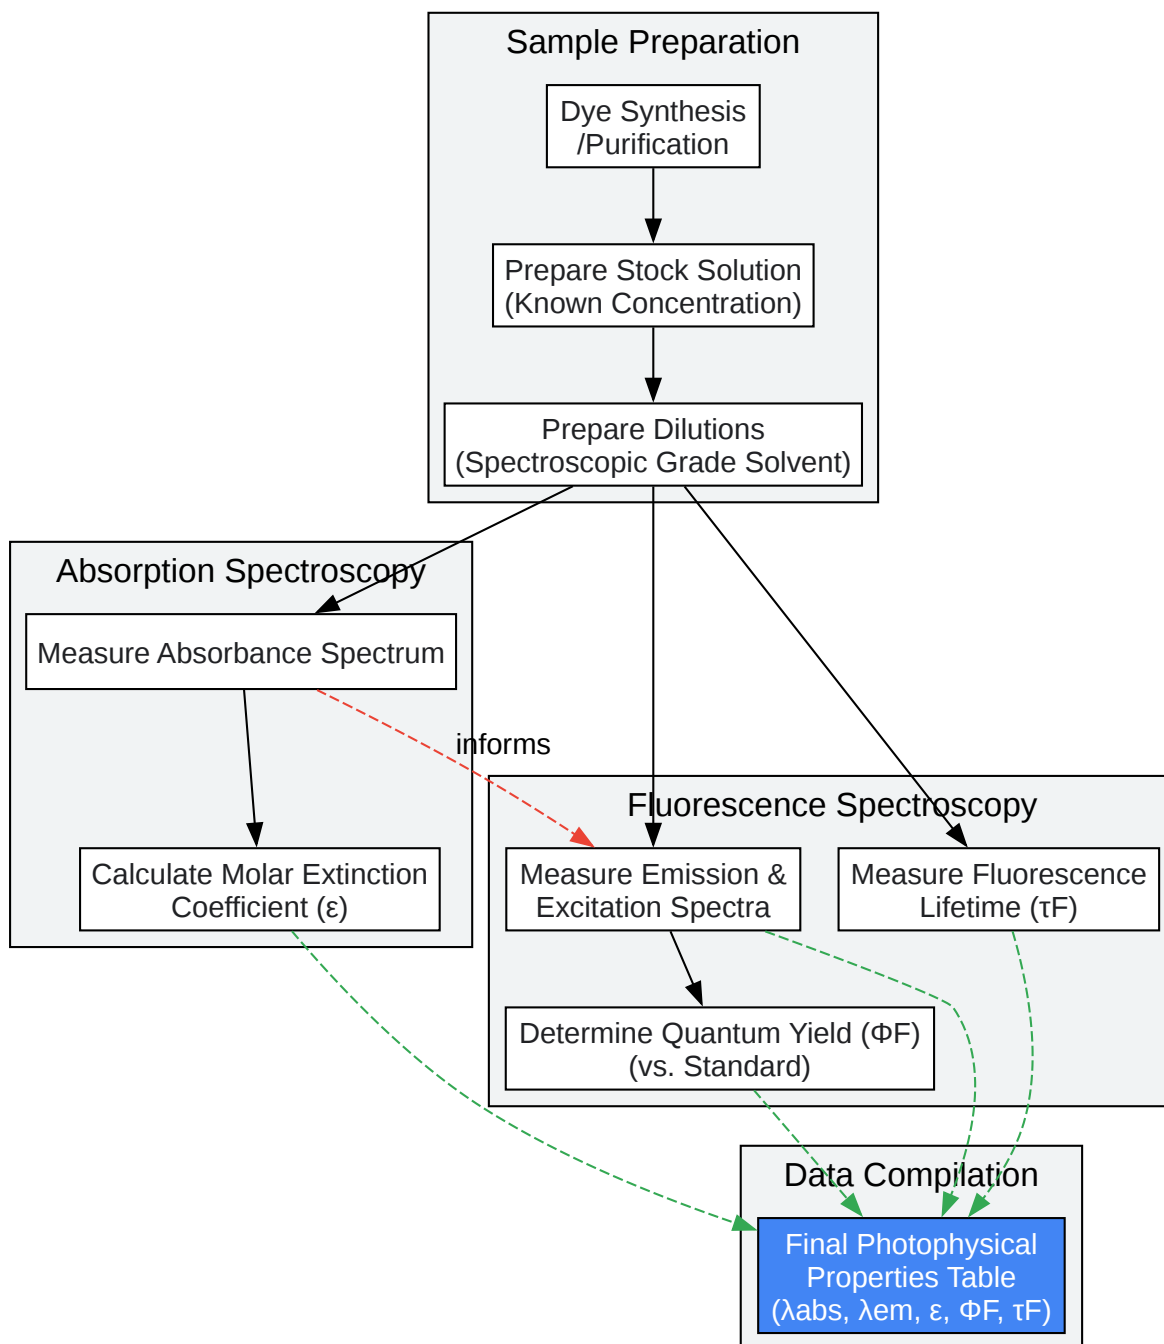 Sample Preparation
Dye Synthesis
/Purification
Prepare Stock Solution
(Known Concentration)
Prepare Dilutions
(Spectroscopic Grade Solvent)
Absorption Spectroscopy
Measure Absorbance Spectrum
informs
Fluorescence Spectroscopy
Calculate Molar Extinction
Coefficient (ε)
Measure Emission &
Excitation Spectra
Measure Fluorescence
Lifetime (τF)
Determine Quantum Yield (ΦF)
(vs. Standard)
Data Compilation
Final Photophysical
Properties Table
(λabs, λem, ε, ΦF, τF)